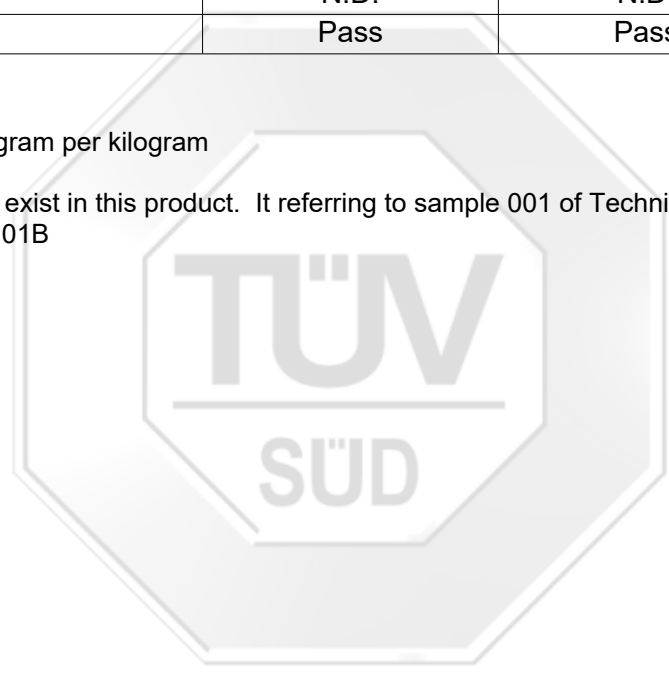 Pass Pass
gram per kilogram
exist in this product. It referring to sample 001 of Techni
01B
TÜV
SÜD